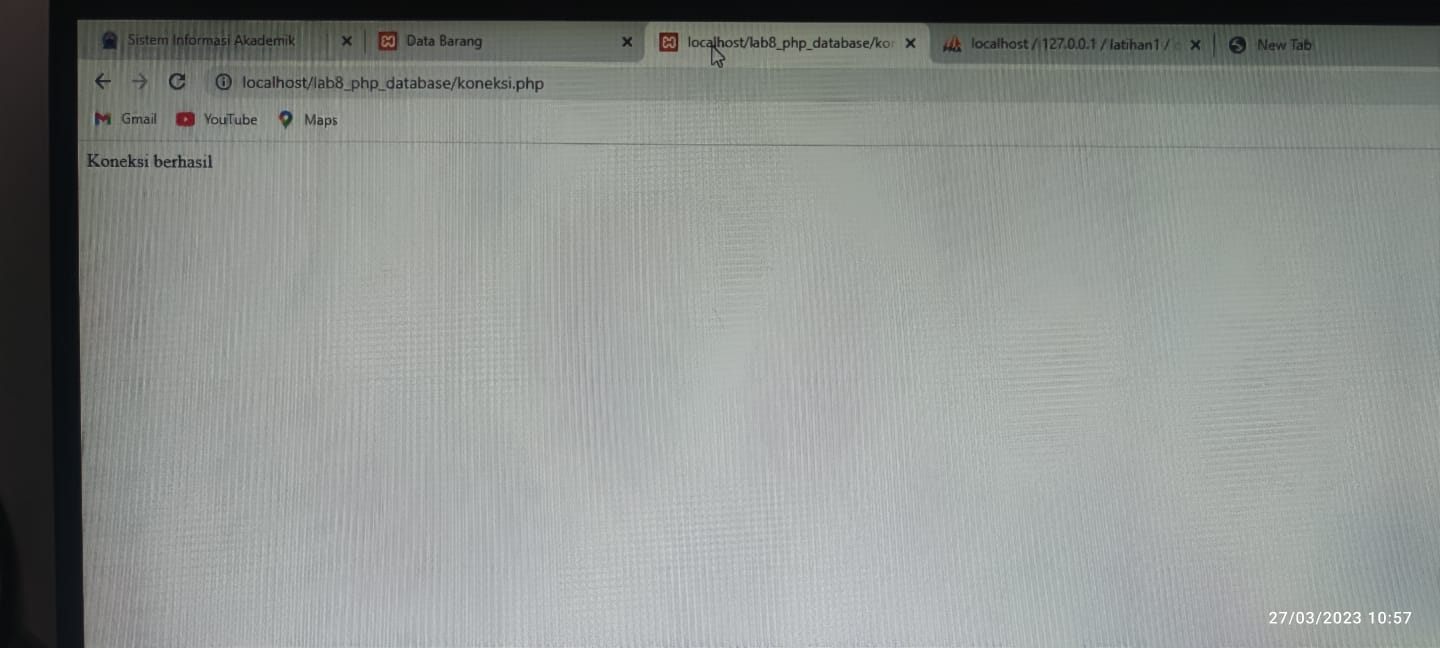 Sistem Informasi Akademik
Data Barang
localhost/lab8_php_database/kor
localhost / 127.0.0.1 / latihan1 /
New Tab
localhost/lab8_php_database/koneksi.php
Gmail
YouTube
Maps
Koneksi berhasil
27/03/2023 10:57